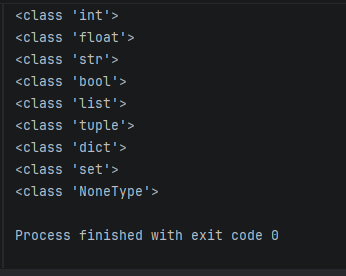 <class 'int'>
<class 'float'>
<class 'str'>
<class 'bool'>
<class 'list'>
<class 'tuple'>
<class 'dict'>
<class 'set'>
<class 'NoneType'>
Process finished with exit code 0